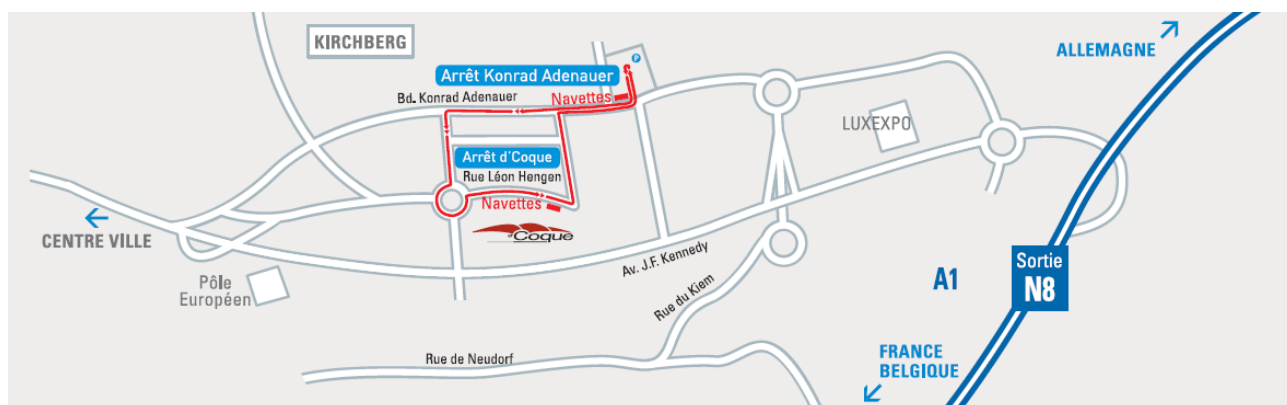 KIRCHBERG
ALLEMAGNE
P
Arrêt Konrad Adenauer
Bd. Konrad Adenauer
Navettes
LUXEXPO
Arrêt d'Coque
Rue Léon Hengen
Navettes
d'Coque
CENTRE VILLE
Pôle
Européen
Av. J.F. Kennedy
Rue du Kiem
A1
Sortie
N8
Rue de Neudorf
FRANCE
BELGIQUE